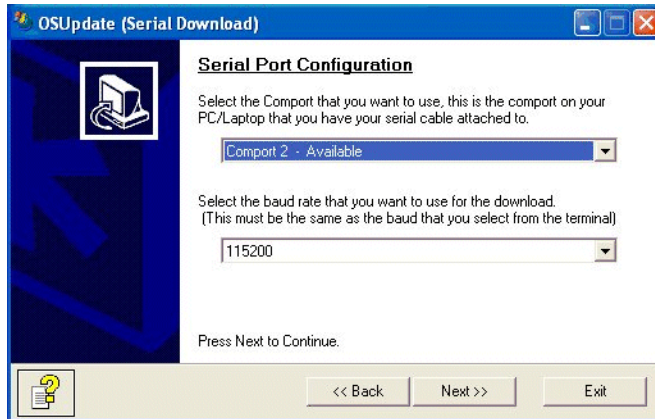 OSUpdate (Serial Download)
Serial Port Configuration
Select the Comport that you want to use, this is the comport on your
PC/Laptop that you have your serial cable attached to.
Comport 2 - Available
Select the baud rate that you want to use for the download.
(This must be the same as the baud that you select from the terminal)
115200
Press Next to Continue.
<< Back
Next >>
Exit